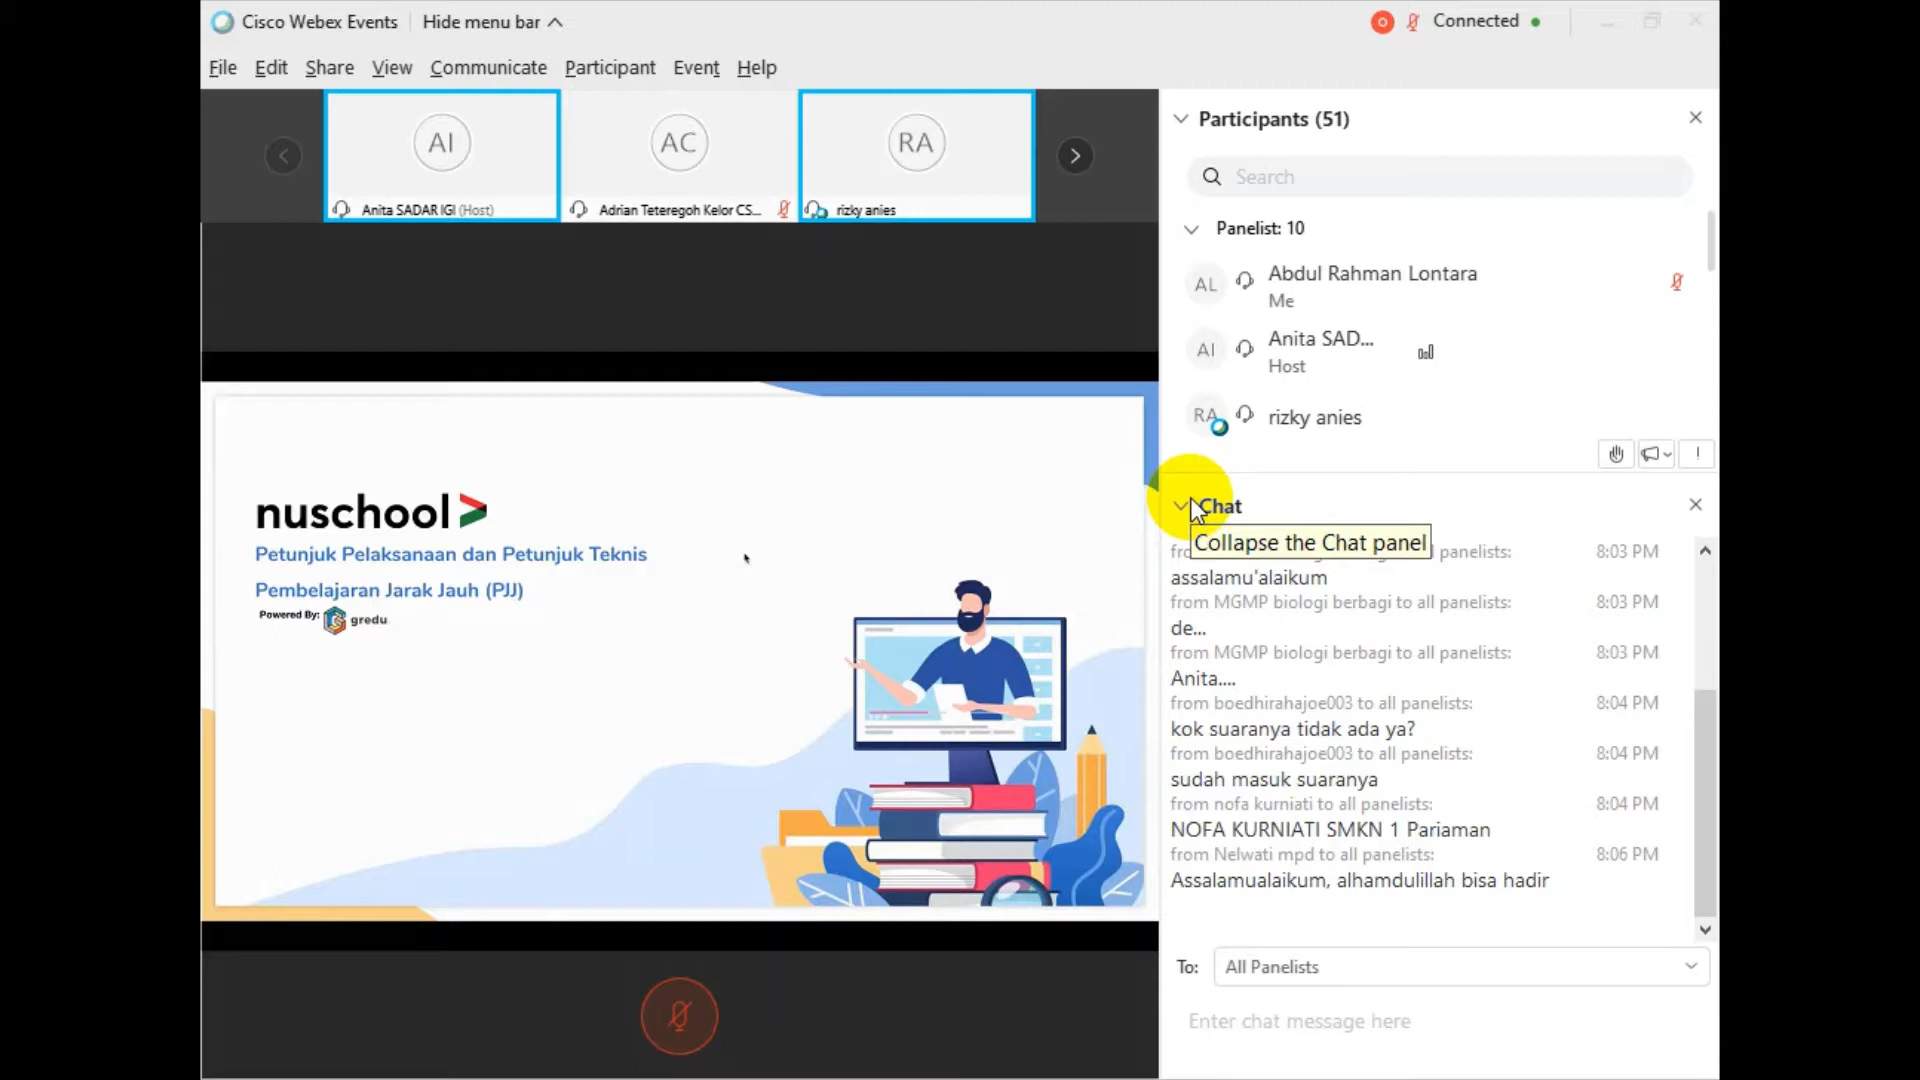 Cisco Webex Events
Hide menu bar
Connected
File Edit Share View Communicate Participant Event Help
AI
Anita SADAR IGI (Host)
AC
Adrian Teteregoh Kelor CS...
RA
rizky anies
Participants (51)
Search
Panelist: 10
AL
Abdul Rahman Lontara
Me
AI
Anita SAD...
Host
RA
rizky anies
nuschool
Petunjuk Pelaksanaan dan Petunjuk Teknis
Pembelajaran Jarak Jauh (PJJ)
Powered By: gredu
Chat
Collapse the Chat panel
panelists: 8:03 PM
assalamu'alaikum
from MGMP biologi berbagi to all panelists: 8:03 PM
de...
from MGMP biologi berbagi to all panelists: 8:03 PM
Anita....
from boedhirahajoe003 to all panelists: 8:04 PM
kok suaranya tidak ada ya?
from boedhirahajoe003 to all panelists: 8:04 PM
sudah masuk suaranya
from nofa kurniati to all panelists: 8:04 PM
NOFA KURNIATI SMKN 1 Pariaman
from Nelwati mpd to all panelists: 8:06 PM
Assalamualaikum, alhamdulillah bisa hadir
To: All Panelists
Enter chat message here